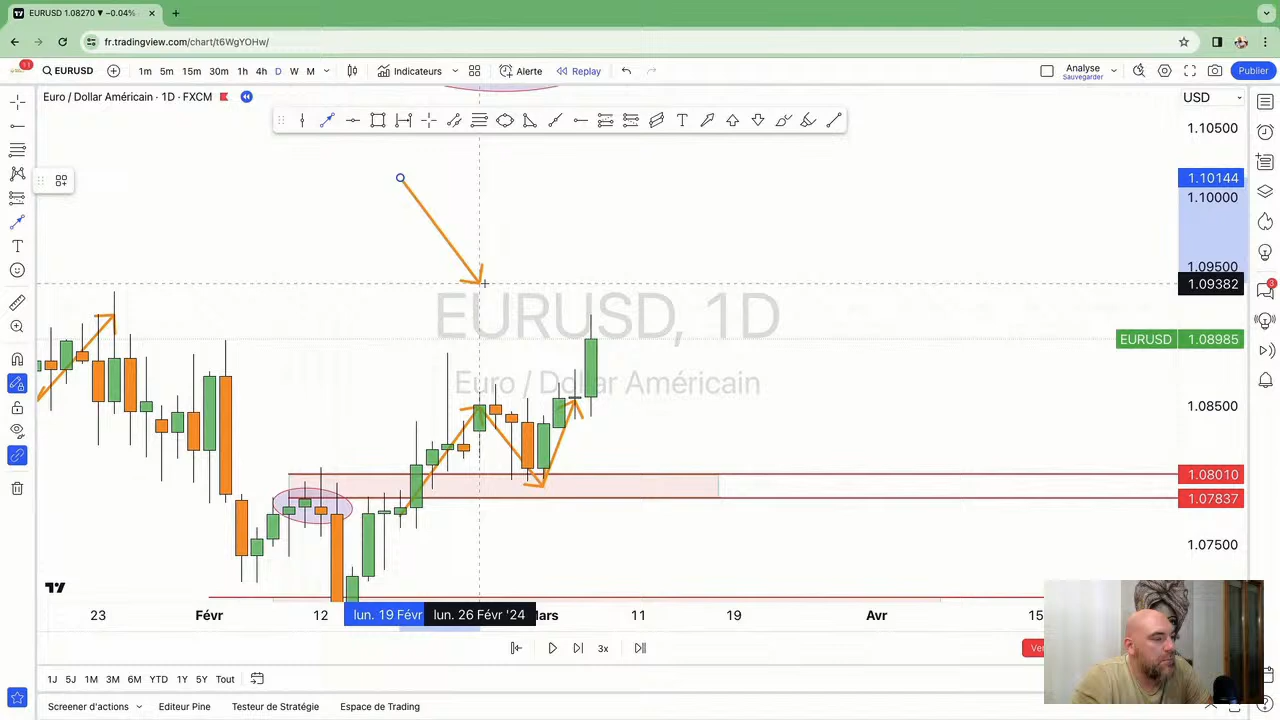 EURUSD 1.08270 ▼ −0.04%
fr.tradingview.com/chart/t6WgYOHw/
11
EURUSD 1m 5m 15m 30m 1h 4h D W M Indicateurs Alerte Replay Analyse Sauvegarder Publier
Euro / Dollar Américain · 1D · FXCM
USD
1.10500
1.10144
1.10000
1.09500
1.09382
EURUSD 1.08985
1.08500
1.08010
1.07837
1.07500
EURUSD, 1D
Euro / Dollar Américain
3
23 Févr 12 lun. 19 Févr lun. 26 Févr '24 Mars 11 19 Avr 15
3x
1J 5J 1M 3M 6M YTD 1Y 5Y Tout
Screener d'actions Editeur Pine Testeur de Stratégie Espace de Trading